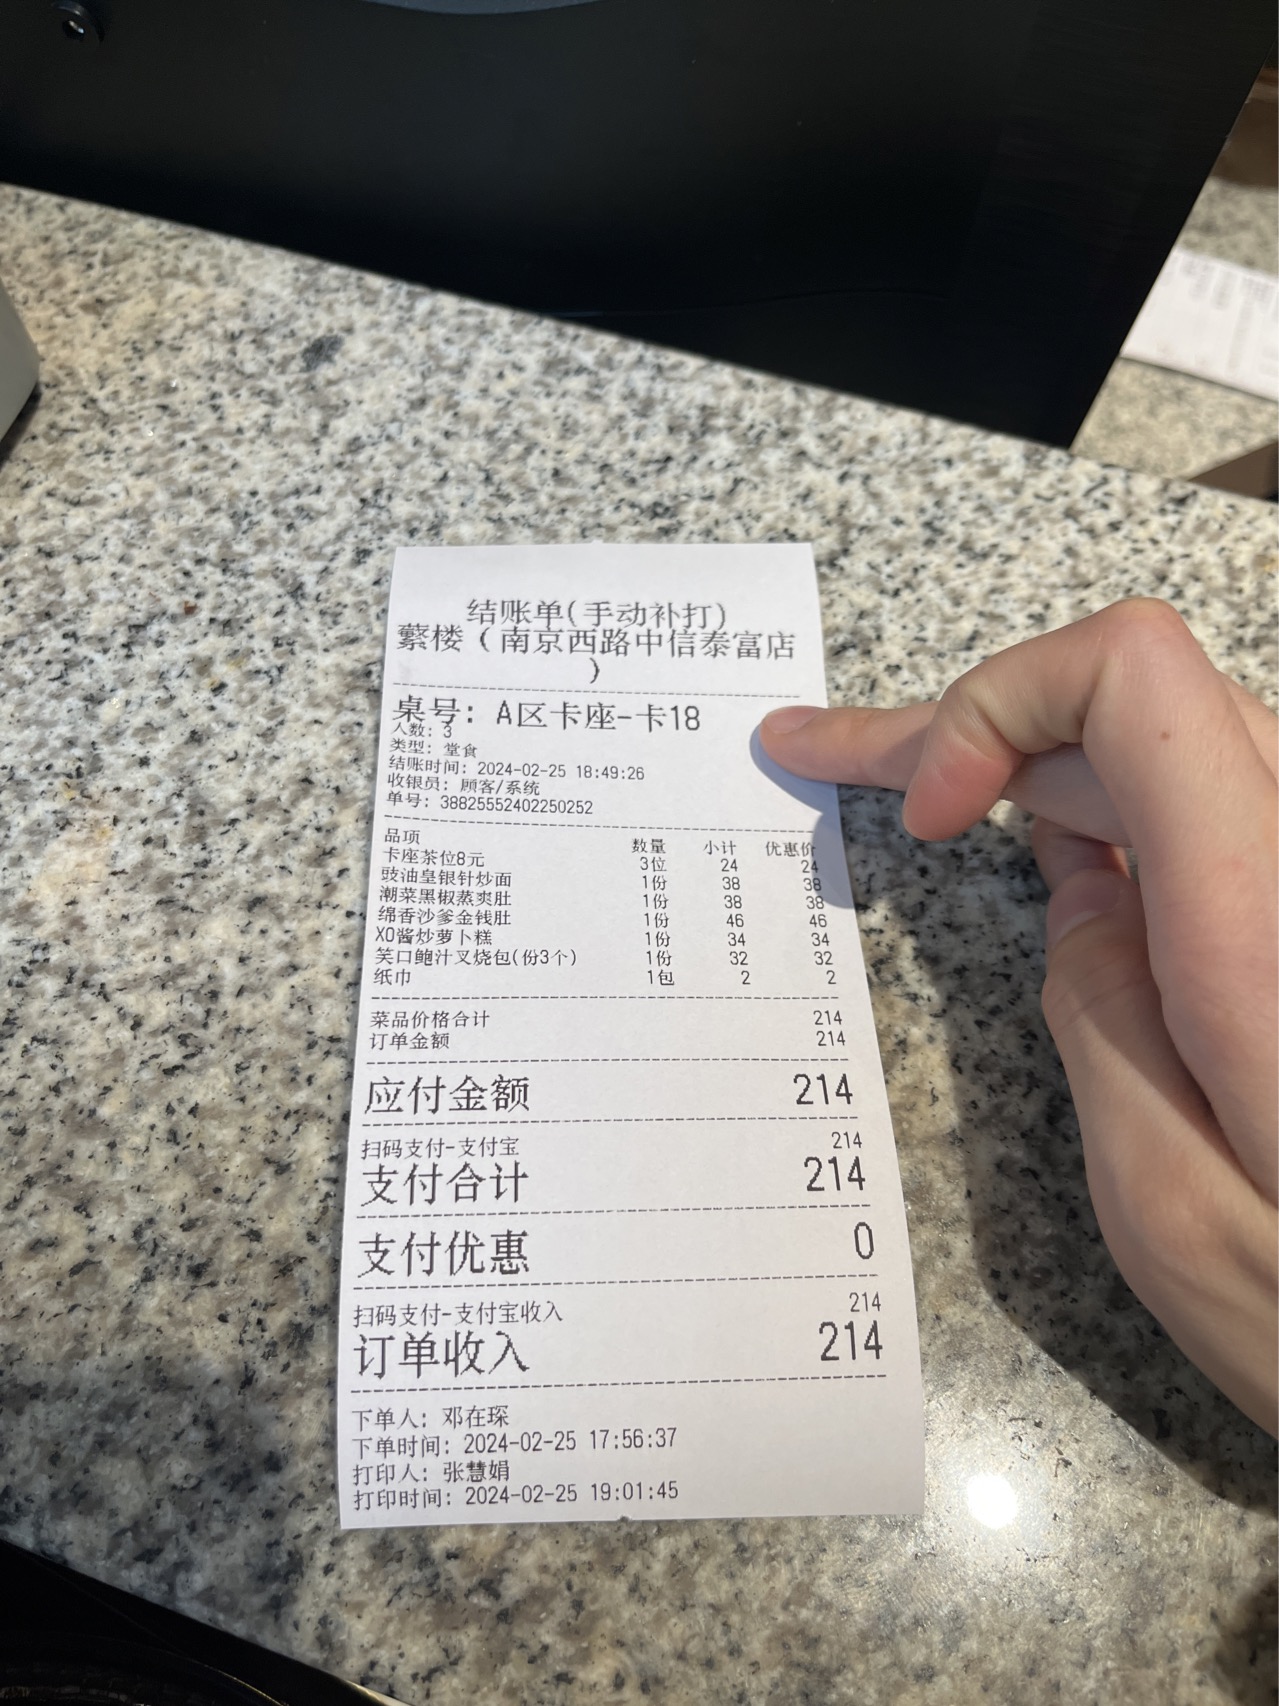 结账单(手动补打)
蘩楼（南京西路中信泰富店
）
桌号: A区卡座-卡18
人数: 3
类型: 堂食
结账时间: 2024-02-25 18:49:26
收银员: 顾客/系统
单号: 38825552402250252
品项 数量 小计 优惠价
卡座茶位8元 3位 24 24
豉油皇银针炒面 1份 38 38
潮菜黑椒蒸爽肚 1份 38 38
绵香沙爹金钱肚 1份 46 46
XO酱炒萝卜糕 1份 34 34
笑口鲍汁叉烧包(份3个) 1份 32 32
纸巾 1包 2 2
菜品价格合计 214
订单金额 214
应付金额 214
扫码支付-支付宝 214
支付合计 214
支付优惠 0
扫码支付-支付宝收入 214
订单收入 214
下单人: 邓在琛
下单时间: 2024-02-25 17:56:37
打印人: 张慧娟
打印时间: 2024-02-25 19:01:45